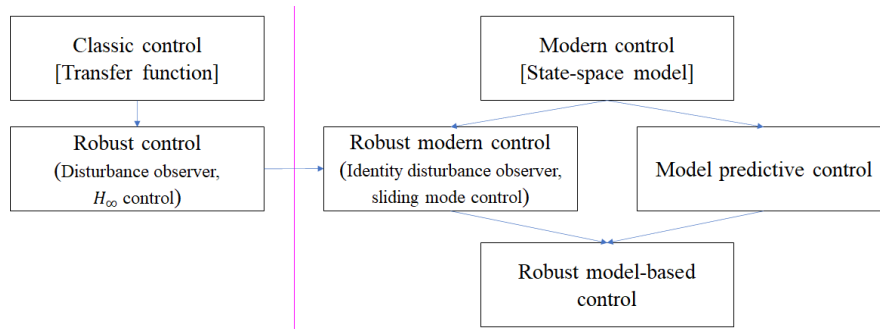 Classic control
[Transfer function]
Modern control
[State-space model]
Robust control
(Disturbance observer,
H∞ control)
Robust modern control
(Identity disturbance observer,
sliding mode control)
Model predictive control
Robust model-based
control